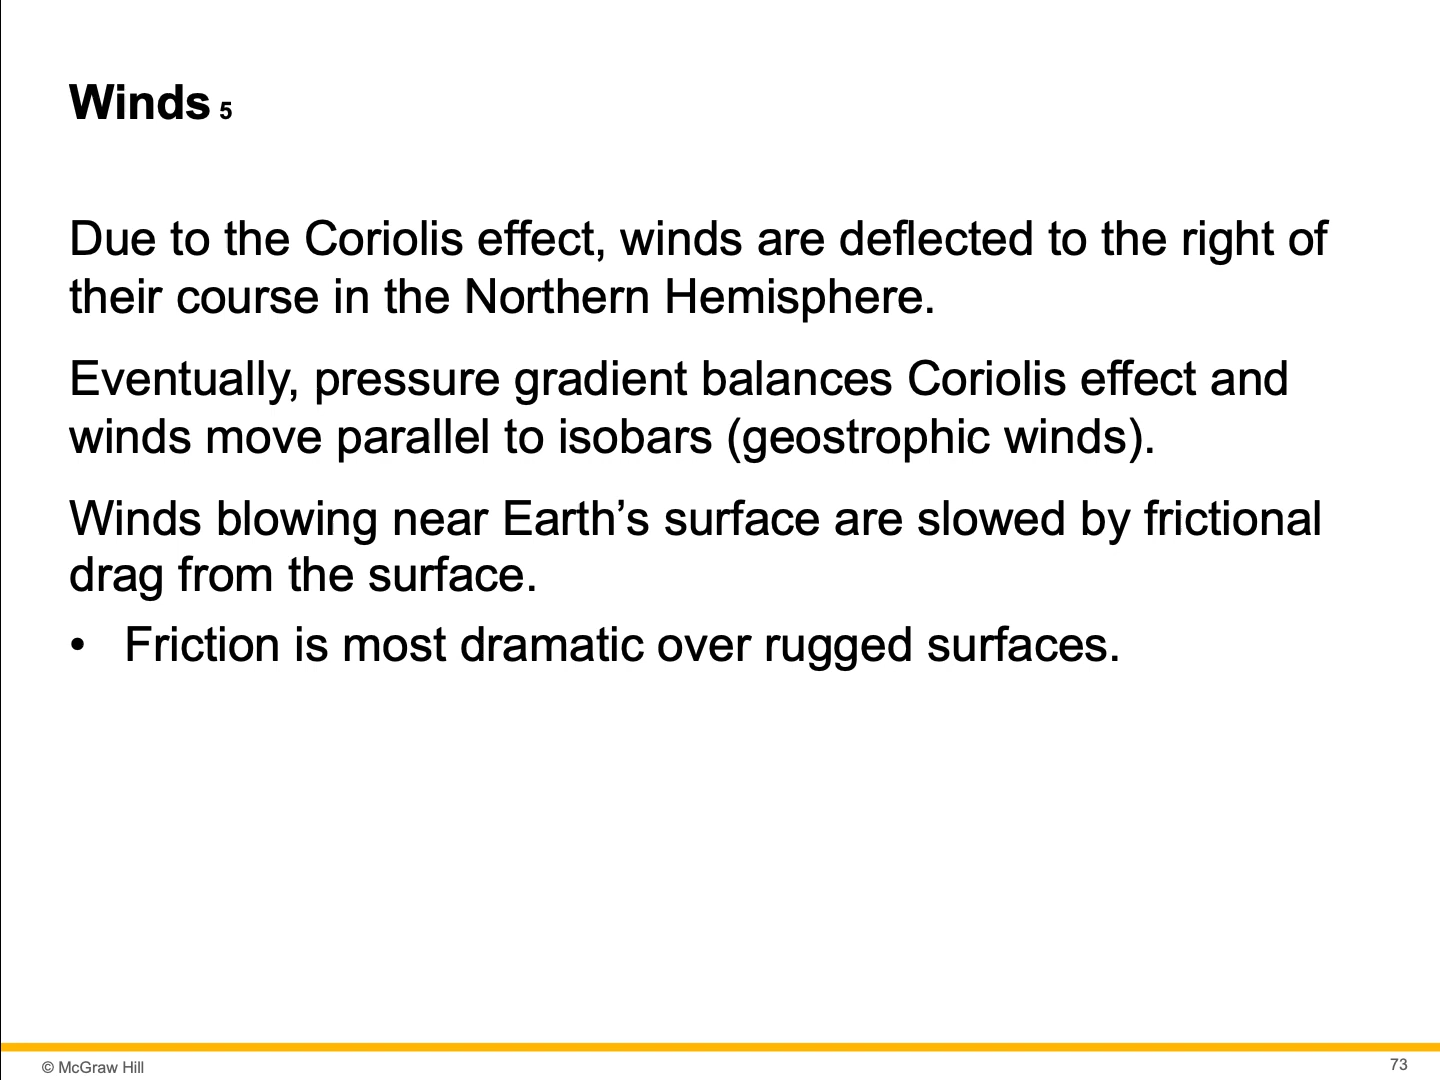 Winds 5
Due to the Coriolis effect, winds are deflected to the right of
their course in the Northern Hemisphere.
Eventually, pressure gradient balances Coriolis effect and
winds move parallel to isobars (geostrophic winds).
Winds blowing near Earth’s surface are slowed by frictional
drag from the surface.
• Friction is most dramatic over rugged surfaces.
© McGraw Hill
73